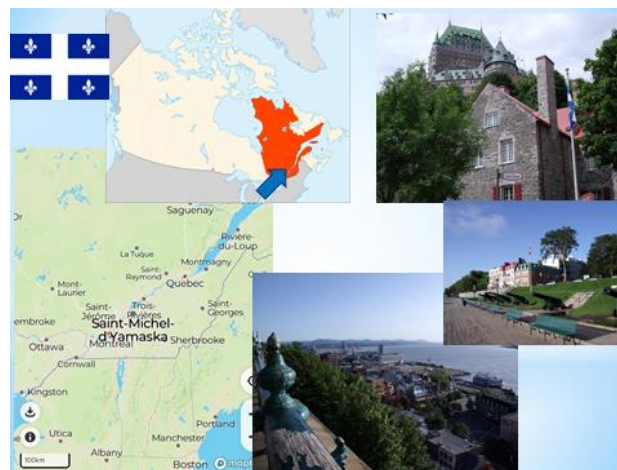 Saguenay
Rivière-
du-Loup
La Tuque
Saint-
Raymond
Montmagny
Mont-
Laurier
Quebec
Saint-
Jérôme
Trois-
Rivières
Saint-
Georges
Saint-Michel-
d'Yamaska
embroke
Ottawa
Montréal
Sherbrooke
Cornwall
Kingston
Utica
Portland
Manchester
Albany
Boston
100km